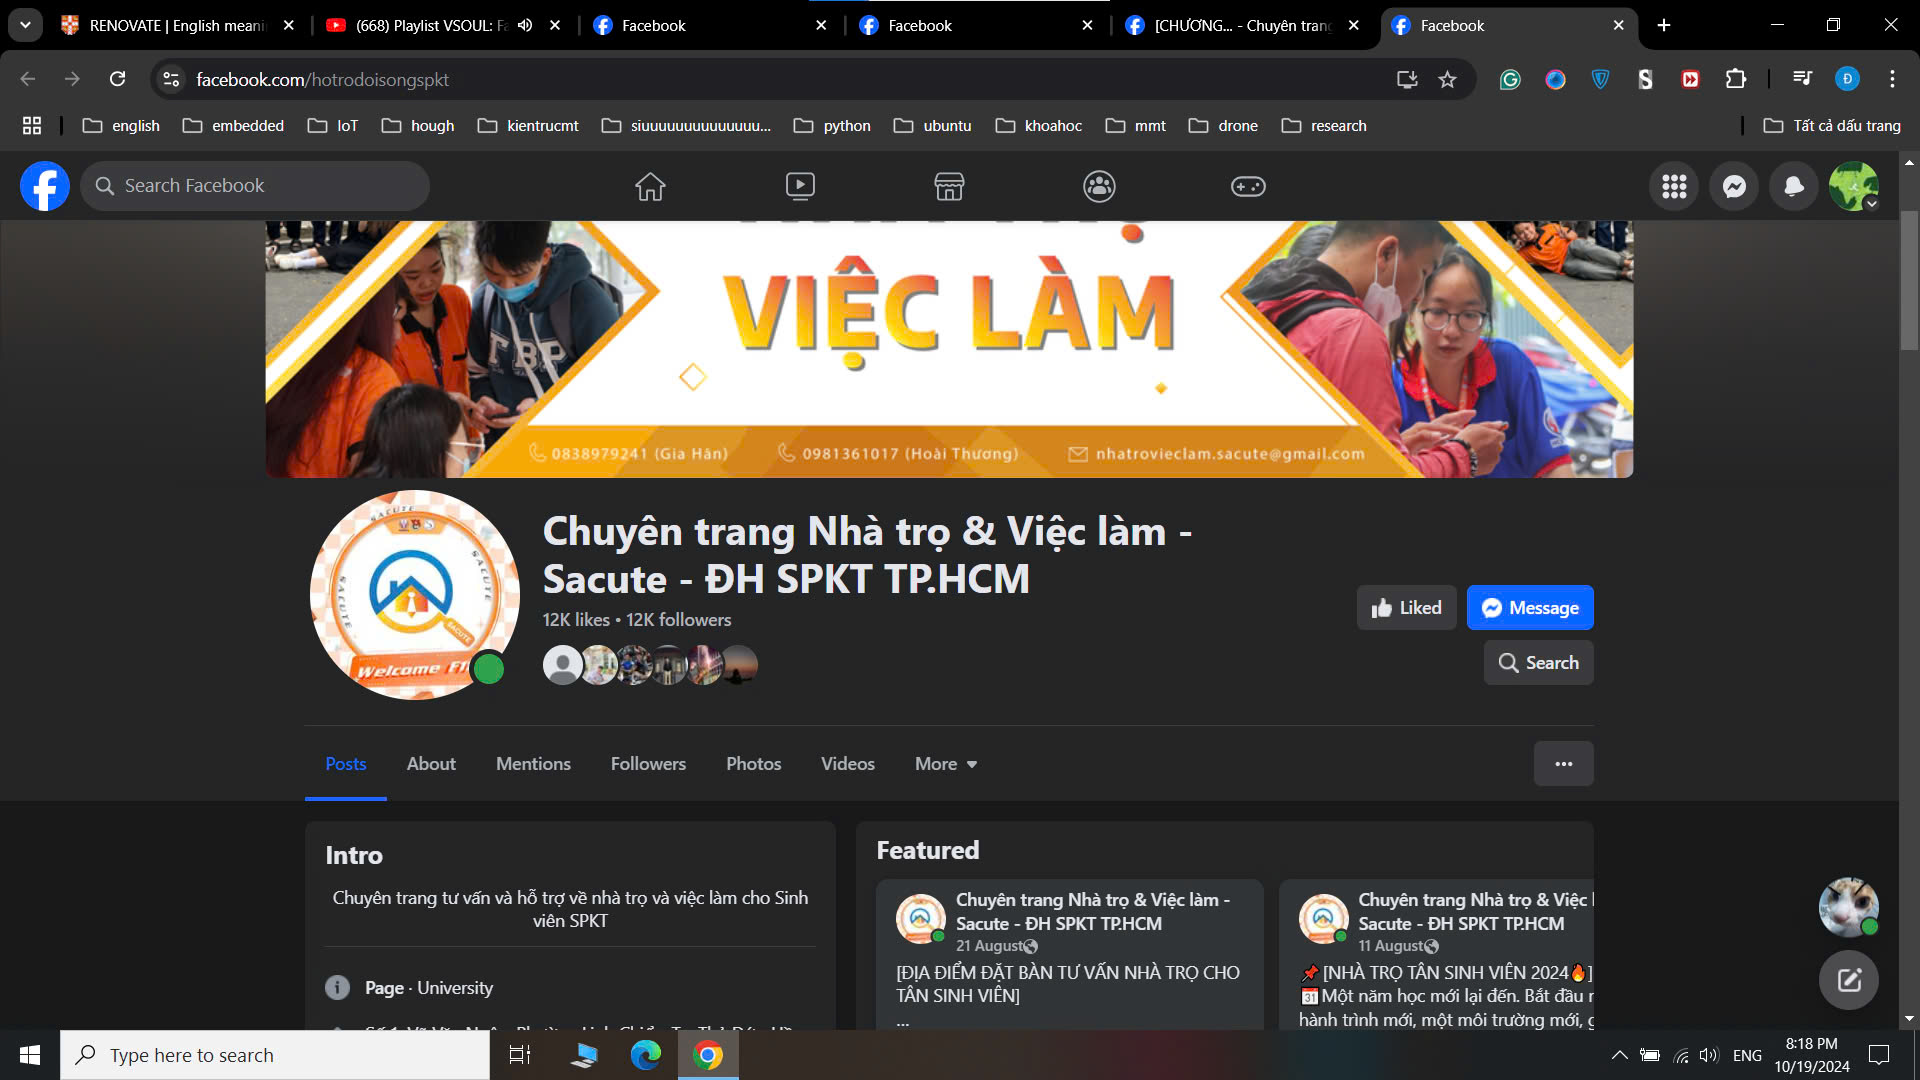 RENOVATE | English meani
(668) Playlist VSOUL: Fa
Facebook
Facebook
[CHƯƠNG... - Chuyên trang
Facebook
facebook.com/hotrodoisongspkt
english
embedded
IoT
hough
kientrucmt
siuuuuuuuuuuuuuu...
python
ubuntu
khoahoc
mmt
drone
research
Tất cả dấu trang
Search Facebook
VIỆC LÀM
TBP
0838979241 (Gia Hân)
0981361017 (Hoài Thương)
nhatrovieclam.sacute@gmail.com
SACUTE
SACUTE
SACUTE
SACUTE
Welcome
Chuyên trang Nhà trọ & Việc làm -
Sacute - ĐH SPKT TP.HCM
12K likes • 12K followers
Liked
Message
Search
Posts
About
Mentions
Followers
Photos
Videos
More
Intro
Chuyên trang tư vấn và hỗ trợ về nhà trọ và việc làm cho Sinh
viên SPKT
Page · University
Featured
Chuyên trang Nhà trọ & Việc làm -
Sacute - ĐH SPKT TP.HCM
21 August
[ĐỊA ĐIỂM ĐẶT BÀN TƯ VẤN NHÀ TRỌ CHO
TÂN SINH VIÊN]
...
Chuyên trang Nhà trọ & Việc l
Sacute - ĐH SPKT TP.HCM
11 August
📌[NHÀ TRỌ TÂN SINH VIÊN 2024🔥]
📅Một năm học mới lại đến. Bắt đầu
hành trình mới, một môi trường mới,
Type here to search
ENG
8:18 PM
10/19/2024